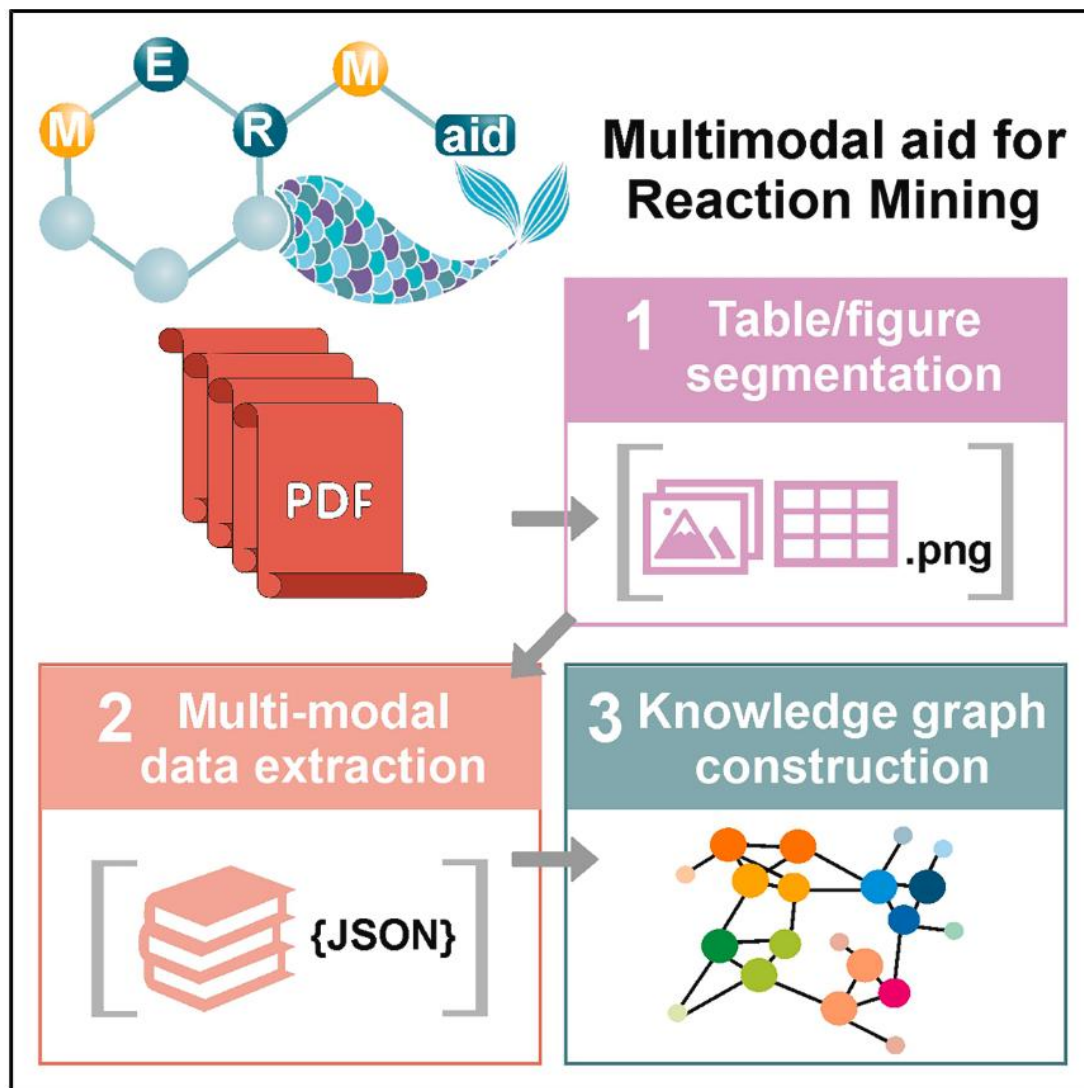 M E R M aid
Multimodal aid for
Reaction Mining
PDF
1 Table/figure
segmentation
.png
2 Multi-modal
data extraction
{JSON}
3 Knowledge graph
construction